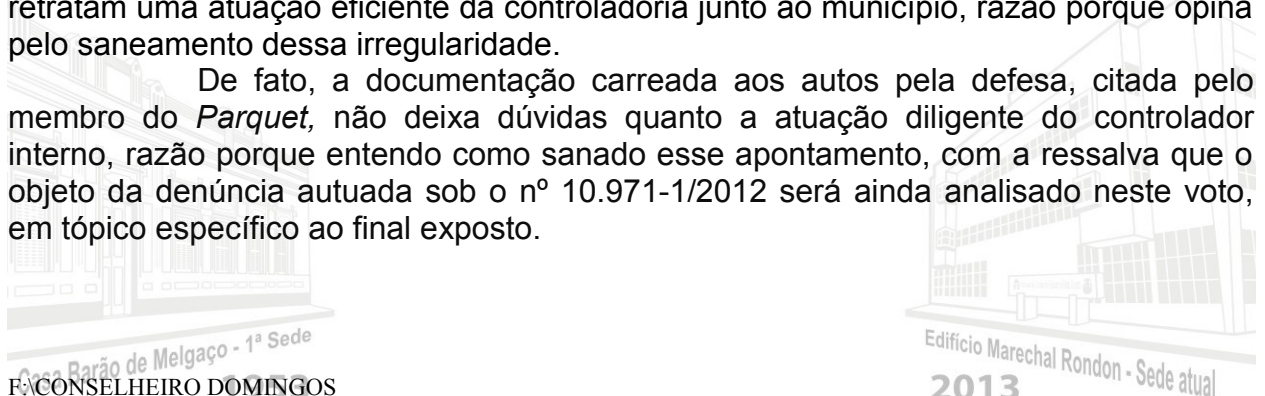 retratam uma atuação eficiente da controladoria junto ao município, razão porque opina
pelo saneamento dessa irregularidade.
De fato, a documentação carreada aos autos pela defesa, citada pelo
membro do Parquet, não deixa dúvidas quanto a atuação diligente do controlador
interno, razão porque entendo como sanado esse apontamento, com a ressalva que o
objeto da denúncia autuada sob o nº 10.971-1/2012 será ainda analisado neste voto,
em tópico específico ao final exposto.
Casa Barão de Melgaço - 1ª Sede
1953
F:\CONSELHEIRO DOMINGOS
Edifício Marechal Rondon - Sede atual
2013